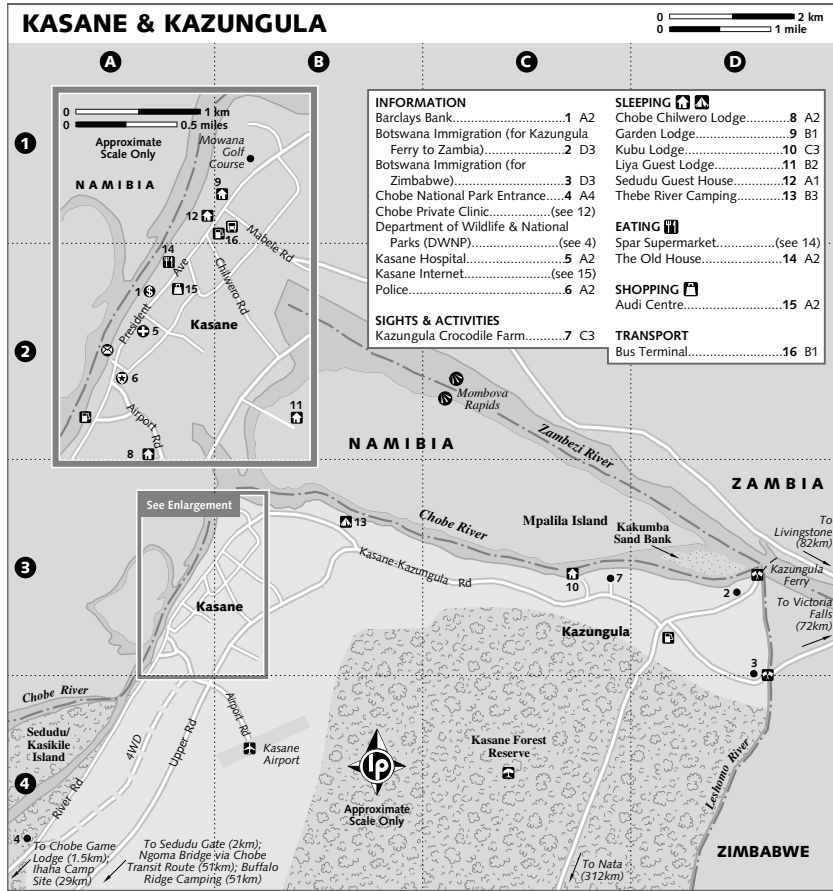 KASANE & KAZUNGULA
0 2 km
0 1 mile
A
B
C
D
1
2
3
4
0 1 km
0 0.5 miles
Approximate
Scale Only
Mowana
Golf
Course
NAMIBIA
9
12
16
Mabele Rd
14
President Ave
Chilwero Rd
1
15
Kasane
5
6
Airport Rd
11
8
INFORMATION
Barclays Bank.....................1 A2
Botswana Immigration (for Kazungula
Ferry to Zambia)................2 D3
Botswana Immigration (for
Zimbabwe)......................3 D3
Chobe National Park Entrance....4 A4
Chobe Private Clinic..............(see 12)
Department of Wildlife & National
Parks (DWNP)..................(see 4)
Kasane Hospital...................5 A2
Kasane Internet...................(see 15)
Police............................6 A2
SIGHTS & ACTIVITIES
Kazungula Crocodile Farm.........7 C3
SLEEPING
Chobe Chilwero Lodge.............8 A2
Garden Lodge.....................9 B1
Kubu Lodge.......................10 C3
Liya Guest Lodge.................11 B2
Sedudu Guest House...............12 A1
Thebe River Camping..............13 B3
EATING
Spar Supermarket.................(see 14)
The Old House....................14 A2
SHOPPING
Audi Centre......................15 A2
TRANSPORT
Bus Terminal.....................16 B1
Mombova
Rapids
NAMIBIA
Zambezi River
ZAMBIA
See Enlargement
13
Chobe River
Mpalila Island
Kakumba
Sand Bank
To
Livingstone
(82km)
Kasane-Kazungula Rd
10
7
Kazungula
Ferry
2
Kasane
To Victoria
Falls
(72km)
Kazungula
3
Chobe River
Sedudu/
Kasikile
Island
4WD
Upper Rd
Airport Rd
River Rd
Kasane
Airport
lp
Approximate
Scale Only
Kasane Forest
Reserve
Leshomo River
4
To Chobe Game
Lodge (1.5km);
Ihaha Camp
Site (29km)
To Sedudu Gate (2km);
Ngoma Bridge via Chobe
Transit Route (51km); Buffalo
Ridge Camping (51km)
To Nata
(312km)
ZIMBABWE